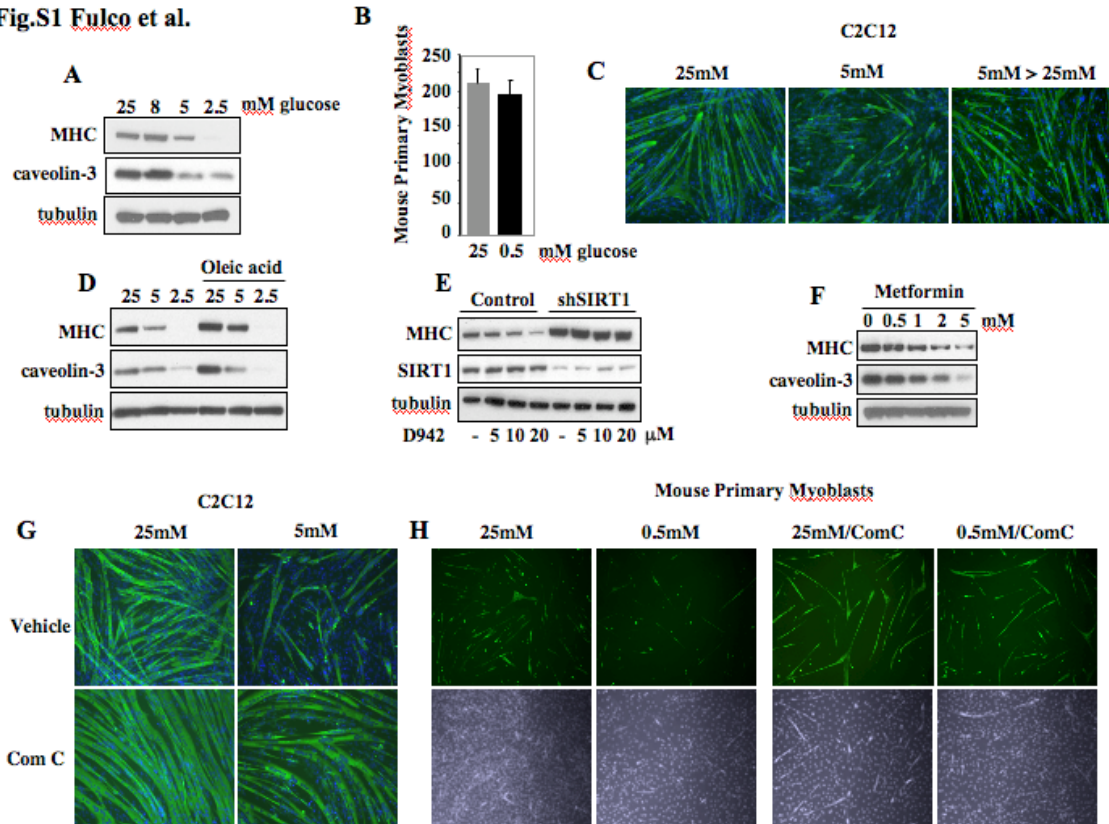 Fig.S1 Fulco et al.
A
25 8 5 2.5 mM glucose
MHC
caveolin-3
tubulin
B
Mouse Primary Myoblasts
250
200
150
100
50
0
25 0.5 mM glucose
C2C12
C
25mM 5mM 5mM > 25mM
D
Oleic acid
25 5 2.5 25 5 2.5
MHC
caveolin-3
tubulin
E
Control shSIRT1
MHC
SIRT1
tubulin
D942 - 5 10 20 - 5 10 20 μM
F
Metformin
0 0.5 1 2 5 mM
MHC
caveolin-3
tubulin
C2C12
G
25mM 5mM
Vehicle
Com C
Mouse Primary Myoblasts
H
25mM 0.5mM 25mM/ComC 0.5mM/ComC